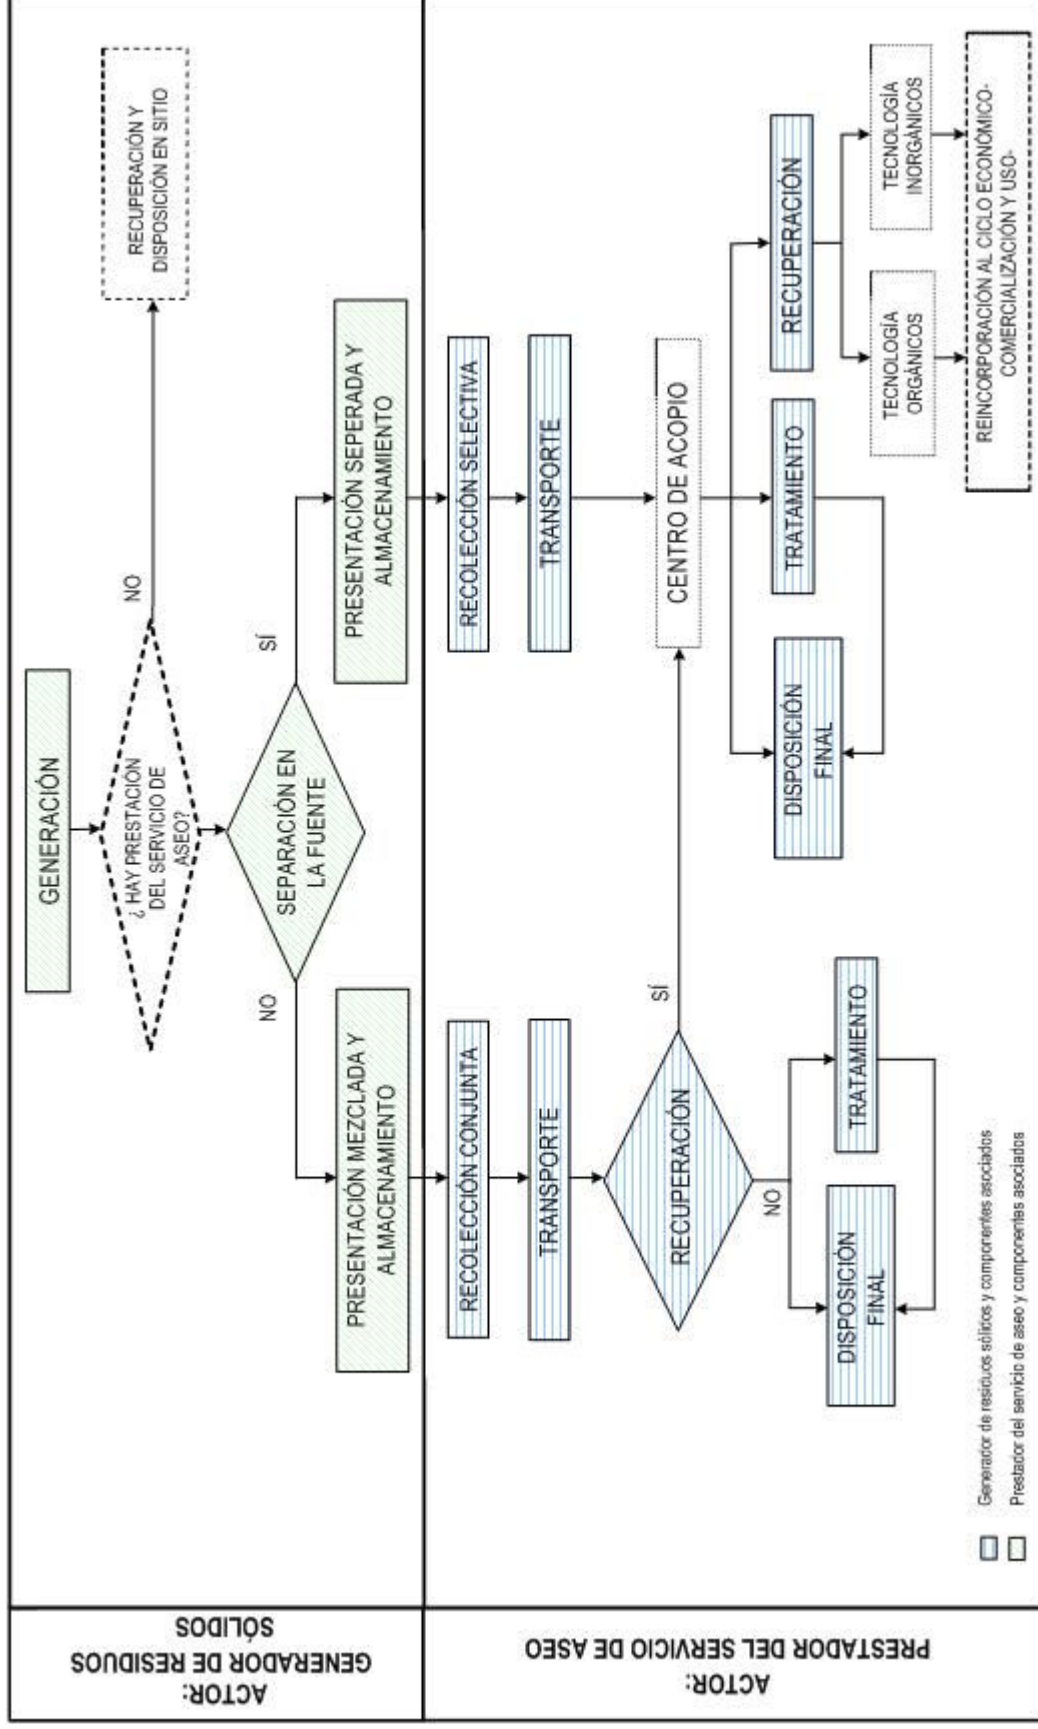 ACTOR:
GENERADOR DE RESIDUOS
SÓLIDOS
GENERACIÓN
¿ HAY PRESTACIÓN
DEL SERVICIO DE
ASEO?
NO
RECUPERACIÓN Y
DISPOSICIÓN EN SITIO
SEPARACIÓN EN
LA FUENTE
NO
SÍ
PRESENTACIÓN MEZCLADA Y
ALMACENAMIENTO
PRESENTACIÓN SEPERADA Y
ALMACENAMIENTO
ACTOR:
PRESTADOR DEL SERVICIO DE ASEO
RECOLECCIÓN CONJUNTA
RECOLECCIÓN SELECTIVA
TRANSPORTE
TRANSPORTE
RECUPERACIÓN
SÍ
CENTRO DE ACOPIO
NO
DISPOSICIÓN
FINAL
TRATAMIENTO
DISPOSICIÓN
FINAL
TRATAMIENTO
RECUPERACIÓN
TECNOLOGÍA
ORGÁNICOS
TECNOLOGÍA
INORGÁNICOS
REINCORPORACIÓN AL CICLO ECONÓMICO-
COMERCIALIZACIÓN Y USO-
Generador de residuos sólidos y componentes asociados
Prestador del servicio de aseo y componentes asociados